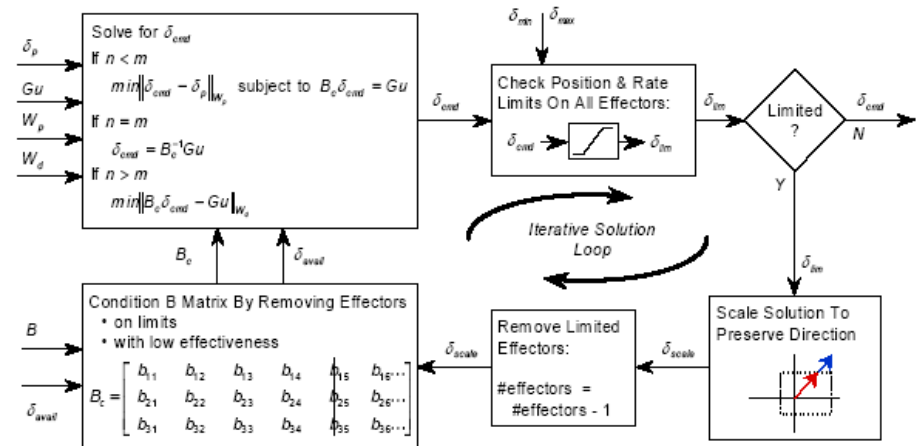 δp
Gu
Wp
Wd
Solve for δcmd
If n < m
min‖δcmd − δp‖Wp subject to Bcδcmd = Gu
If n = m
δcmd = Bc⁻¹Gu
If n > m
min‖Bcδcmd − Gu|Wd
δcmd
δmin δmax
Check Position & Rate
Limits On All Effectors:
δcmd δlim
δlim
Limited
?
δcmd
N
Y
δlim
Iterative Solution
Loop
Bc
δavail
B
δavail
Condition B Matrix By Removing Effectors
• on limits
• with low effectiveness
b11 b12 b13 b14 b15 b16...
Bc = b21 b22 b23 b24 b25 b26...
b31 b32 b33 b34 b35 b36...
δscale
Remove Limited
Effectors:
#effectors =
#effectors - 1
δscale
Scale Solution To
Preserve Direction